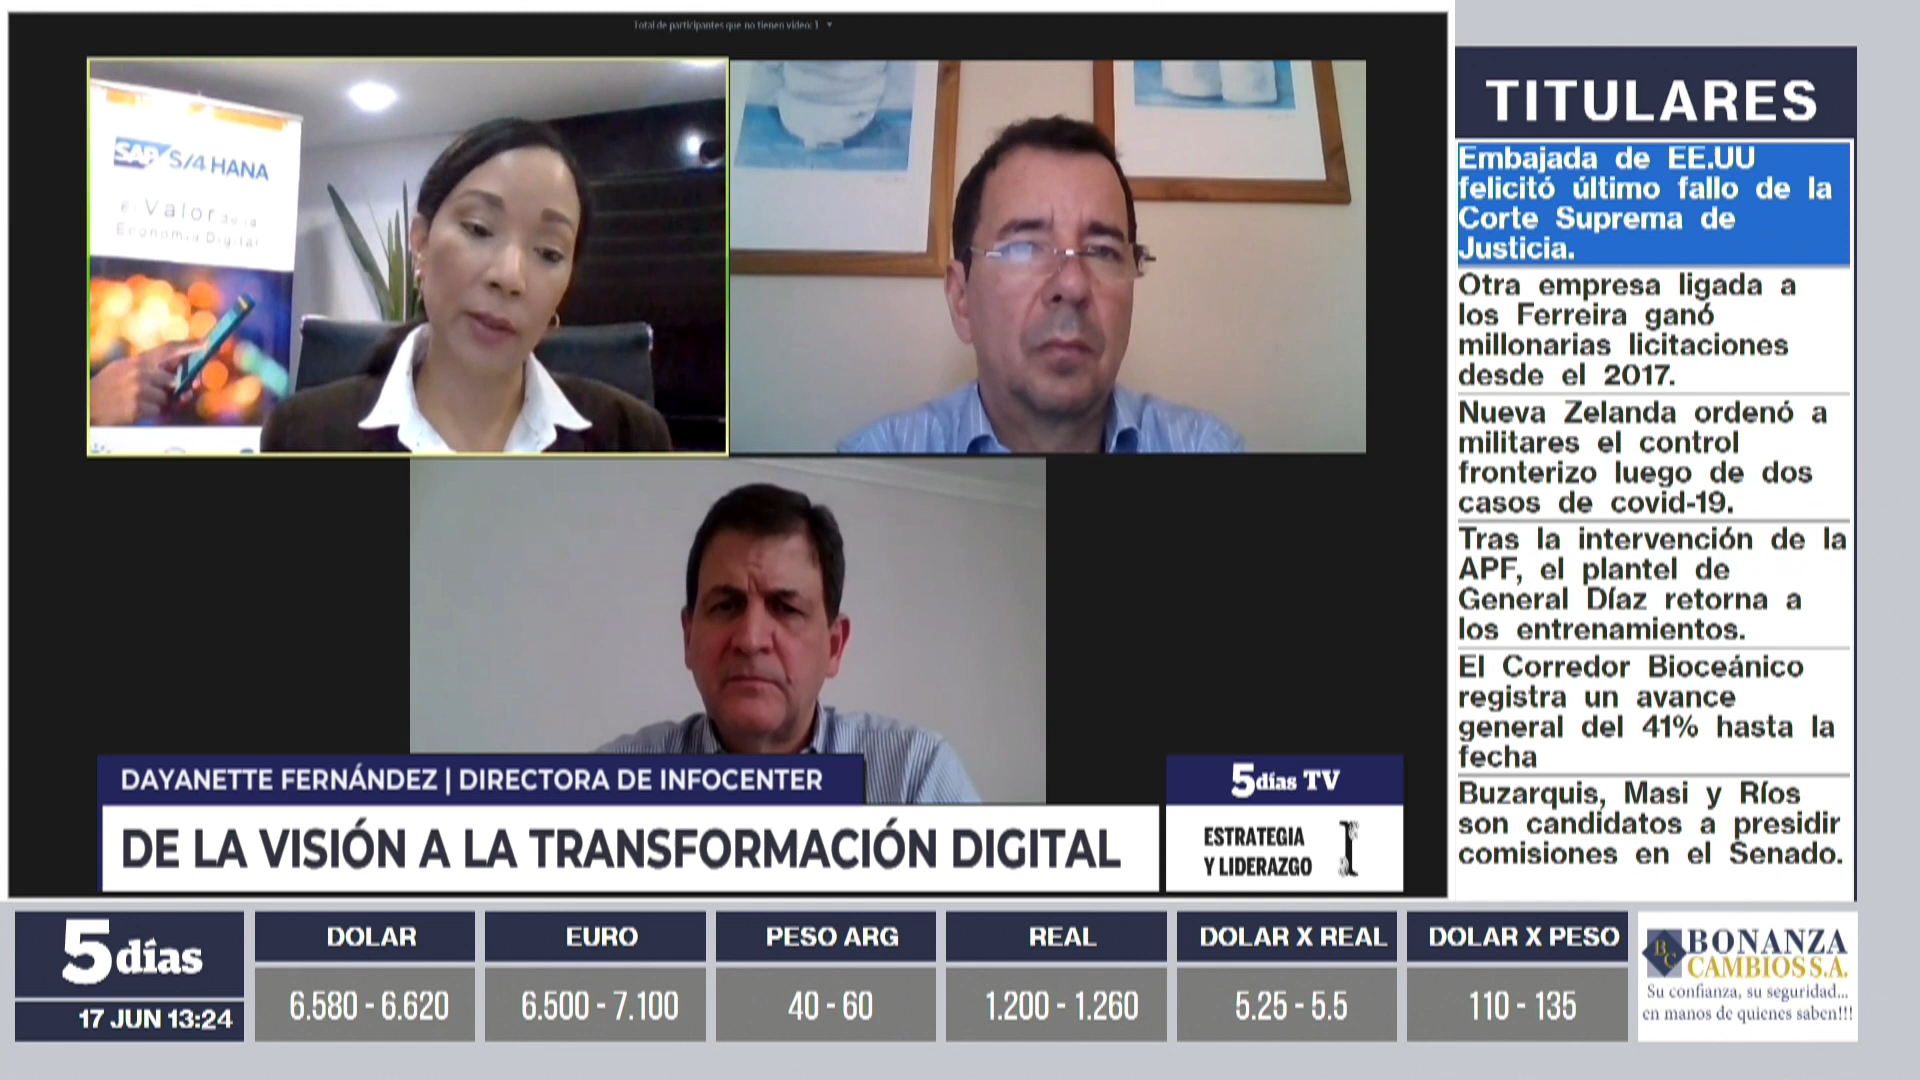 Total de participantes que no tienen video: 1
SAP S/4 HANA
El Valor de la
Economía Digital
TITULARES
Embajada de EE.UU
felicitó último fallo de la
Corte Suprema de
Justicia.
Otra empresa ligada a
los Ferreira ganó
millonarias licitaciones
desde el 2017.
Nueva Zelanda ordenó a
militares el control
fronterizo luego de dos
casos de covid-19.
Tras la intervención de la
APF, el plantel de
General Díaz retorna a
los entrenamientos.
El Corredor Bioceánico
registra un avance
general del 41% hasta la
fecha
Buzarquis, Masi y Ríos
son candidatos a presidir
comisiones en el Senado.
DAYANETTE FERNÁNDEZ | DIRECTORA DE INFOCENTER
DE LA VISIÓN A LA TRANSFORMACIÓN DIGITAL
5días TV
ESTRATEGIA
Y LIDERAZGO
5días
17 JUN 13:24
DOLAR
6.580 - 6.620
EURO
6.500 - 7.100
PESO ARG
40 - 60
REAL
1.200 - 1.260
DOLAR X REAL
5.25 - 5.5
DOLAR X PESO
110 - 135
BC
BONANZA
CAMBIOS S.A.
Su confianza, su seguridad...
en manos de quienes saben!!!